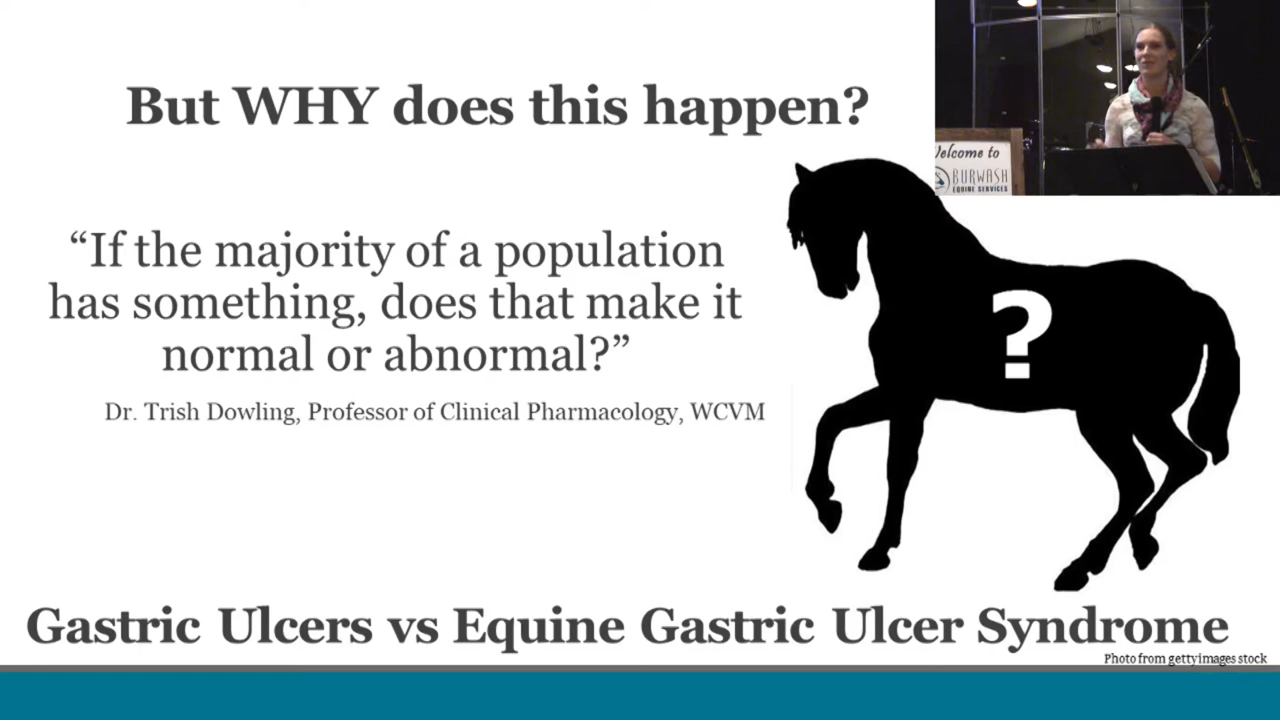 But WHY does this happen?
Welcome to
BURWASH
EQUINE SERVICES
“If the majority of a population
has something, does that make it
normal or abnormal?”
Dr. Trish Dowling, Professor of Clinical Pharmacology, WCVM
?
Gastric Ulcers vs Equine Gastric Ulcer Syndrome
Photo from gettyimages stock